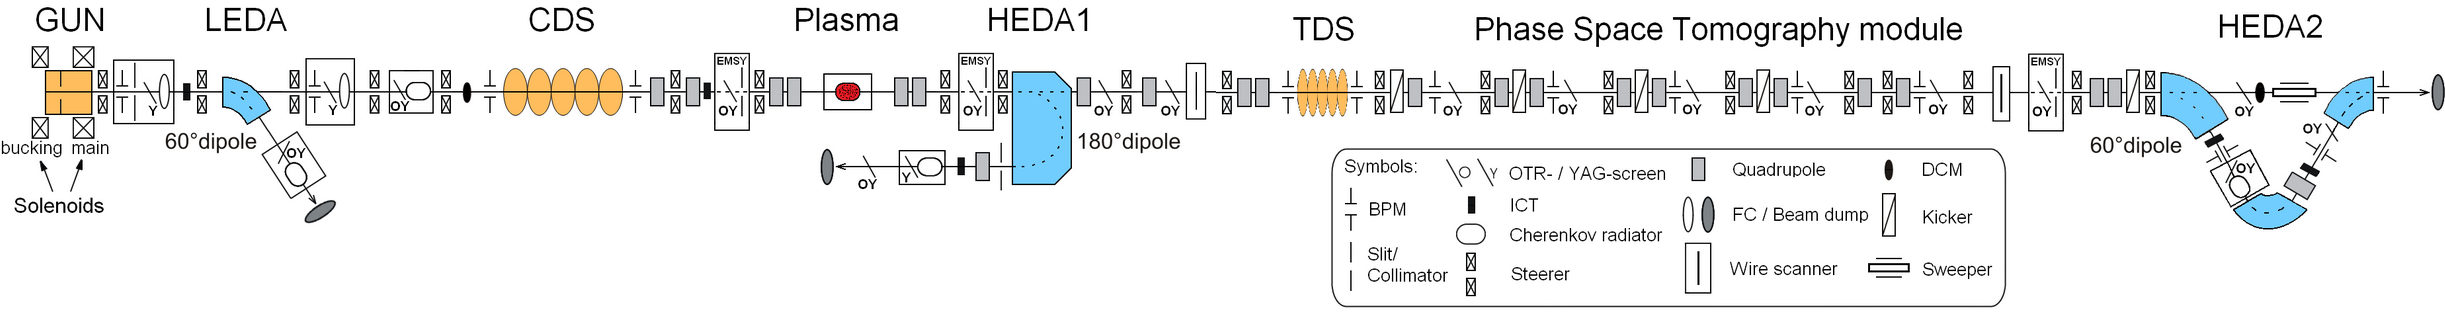 GUN
LEDA
CDS
Plasma
HEDA1
TDS
Phase Space Tomography module
HEDA2
EMSY
EMSY
EMSY
Y
Y
OY
OY
OY
OY
OY
OY
OY
OY
OY
OY
OY
OY
OY
OY
bucking
main
Solenoids
60°dipole
OY
OY
Y
180°dipole
60°dipole
OY
Symbols:
OTR- / YAG-screen
Quadrupole
DCM
BPM
ICT
FC / Beam dump
Kicker
Cherenkov radiator
Slit/
Collimator
Steerer
Wire scanner
Sweeper